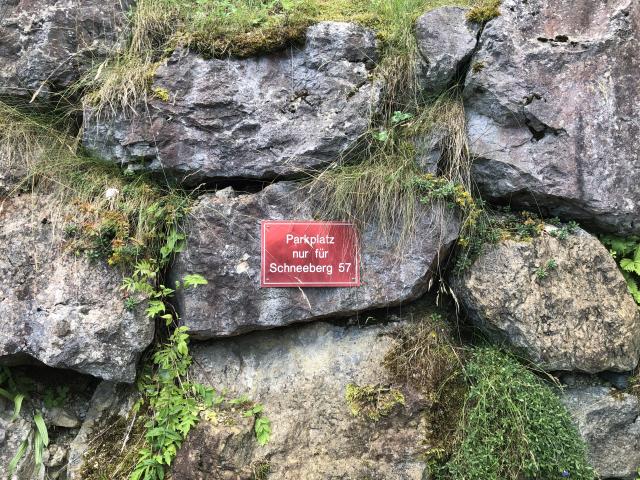 Parkplatz
nur für
Schneeberg 57